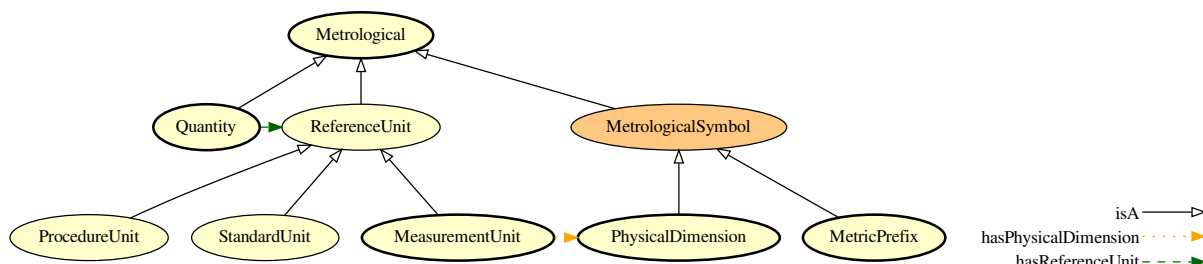 Metrological
Quantity
ReferenceUnit
MetrologicalSymbol
ProcedureUnit
StandardUnit
MeasurementUnit
PhysicalDimension
MetricPrefix
isA
hasPhysicalDimension
hasReferenceUnit